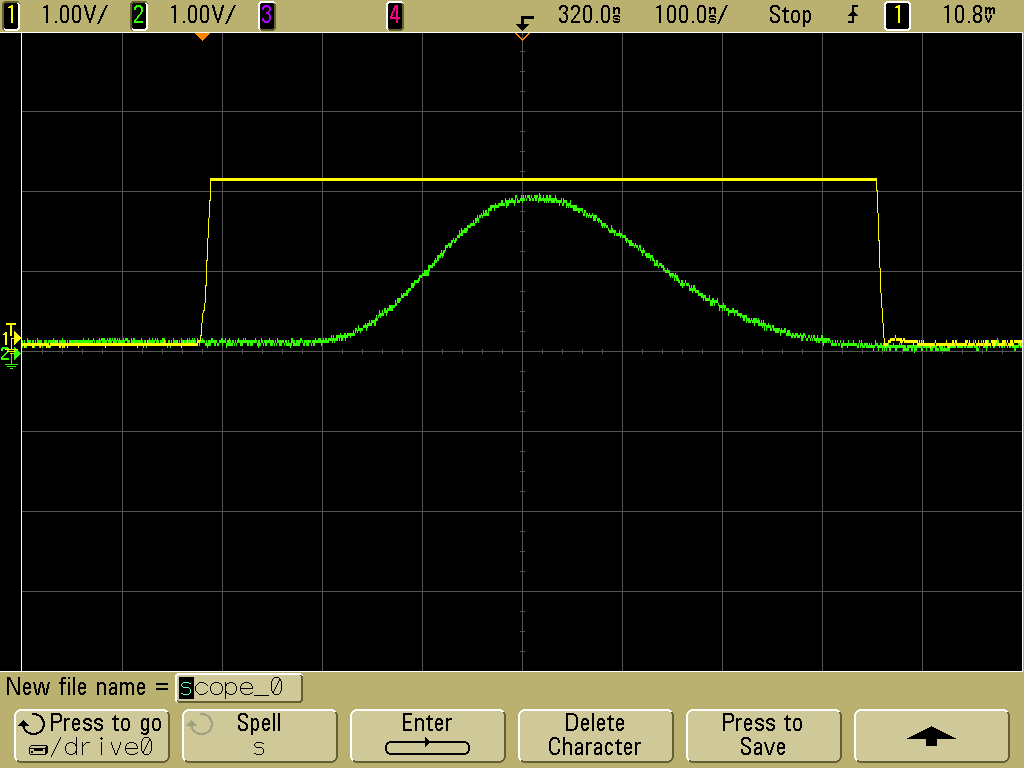 1 1.00V/ 2 1.00V/ 3 4 320.0ns 100.0s/ Stop 1 10.8mV
T
1
2
New file name = scope_0
Press to go Spell Enter Delete Press to
/drive0 s Character Save